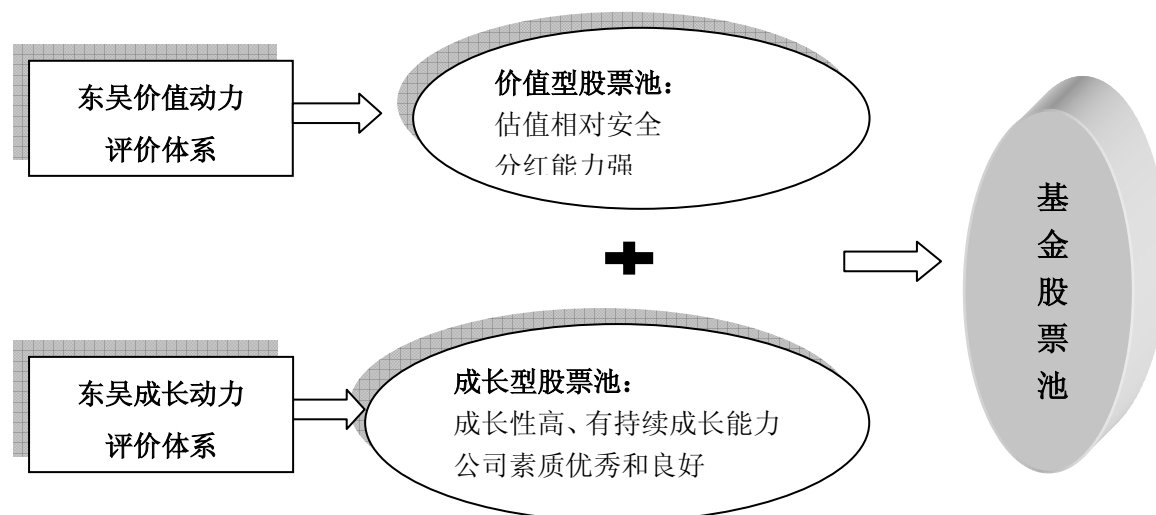 东吴价值动力
评价体系
价值型股票池：
估值相对安全
分红能力强
东吴成长动力
评价体系
成长型股票池：
成长性高、有持续成长能力
公司素质优秀和良好
基
金
股
票
池